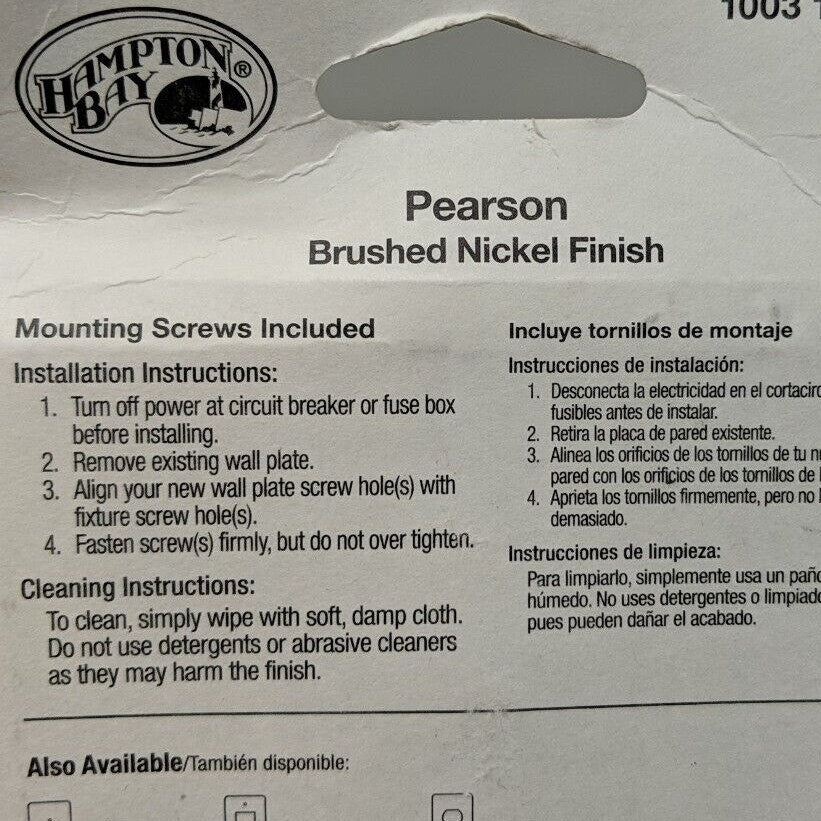 HAMPTON BAY®
1003
Pearson
Brushed Nickel Finish
Mounting Screws Included
Installation Instructions:
1. Turn off power at circuit breaker or fuse box
before installing.
2. Remove existing wall plate.
3. Align your new wall plate screw hole(s) with
fixture screw hole(s).
4. Fasten screw(s) firmly, but do not over tighten.
Cleaning Instructions:
To clean, simply wipe with soft, damp cloth.
Do not use detergents or abrasive cleaners
as they may harm the finish.
Incluye tornillos de montaje
Instrucciones de instalación:
1. Desconecta la electricidad en el
fusibles antes de instalar.
2. Retira la placa de pared existente.
3. Alinea los orificios de los tornillos de tu
pared con los orificios de los tornillos de
4. Aprieta los tornillos firmemente, pero no
demasiado.
Instrucciones de limpieza:
Para limpiarlo, simplemente usa un
húmedo. No uses detergentes o
pues pueden dañar el acabado.
Also Available/También disponible: